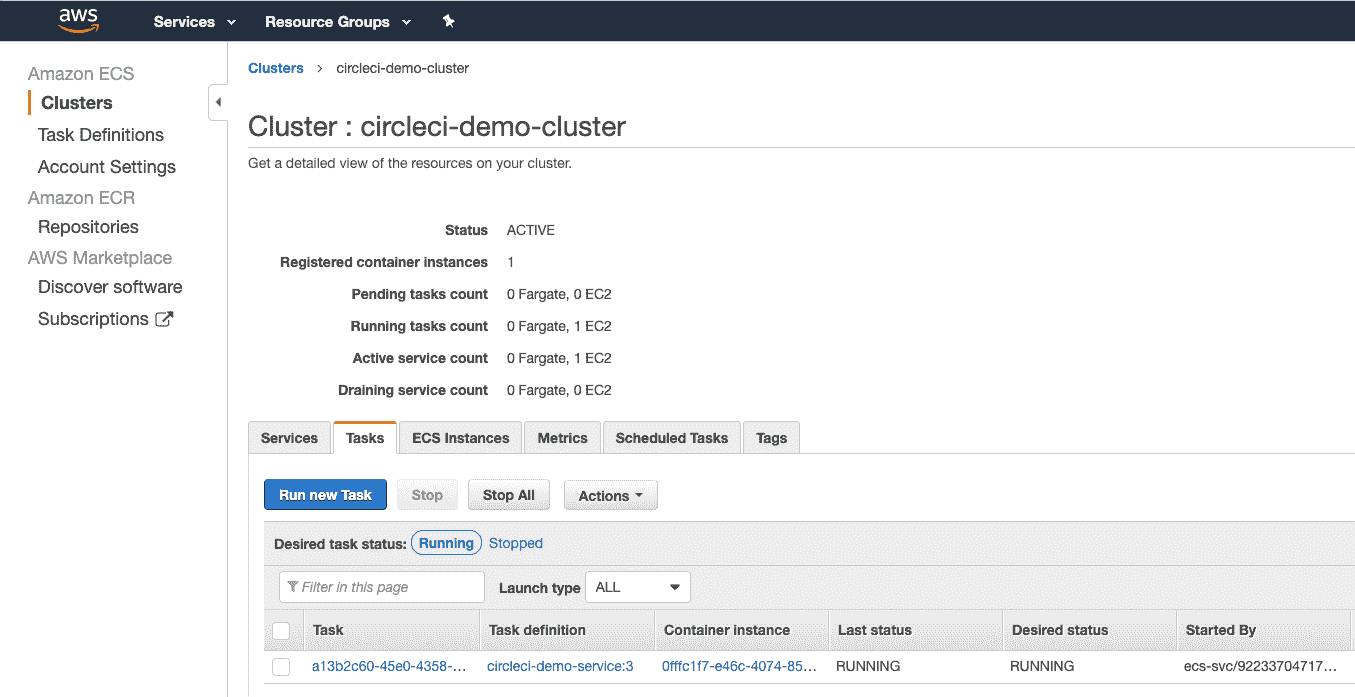 aws Services Resource Groups
Amazon ECS
Clusters
Task Definitions
Account Settings
Amazon ECR
Repositories
AWS Marketplace
Discover software
Subscriptions
Clusters > circleci-demo-cluster
Cluster : circleci-demo-cluster
Get a detailed view of the resources on your cluster.
Status ACTIVE
Registered container instances 1
Pending tasks count 0 Fargate, 0 EC2
Running tasks count 0 Fargate, 1 EC2
Active service count 0 Fargate, 1 EC2
Draining service count 0 Fargate, 0 EC2
Services Tasks ECS Instances Metrics Scheduled Tasks Tags
Run new Task Stop Stop All Actions
Desired task status: Running Stopped
Filter in this page Launch type ALL
Task Task definition Container instance Last status Desired status Started By
a13b2c60-45e0-4358-... circleci-demo-service:3 0fffc1f7-e46c-4074-85... RUNNING RUNNING ecs-svc/92233704717...